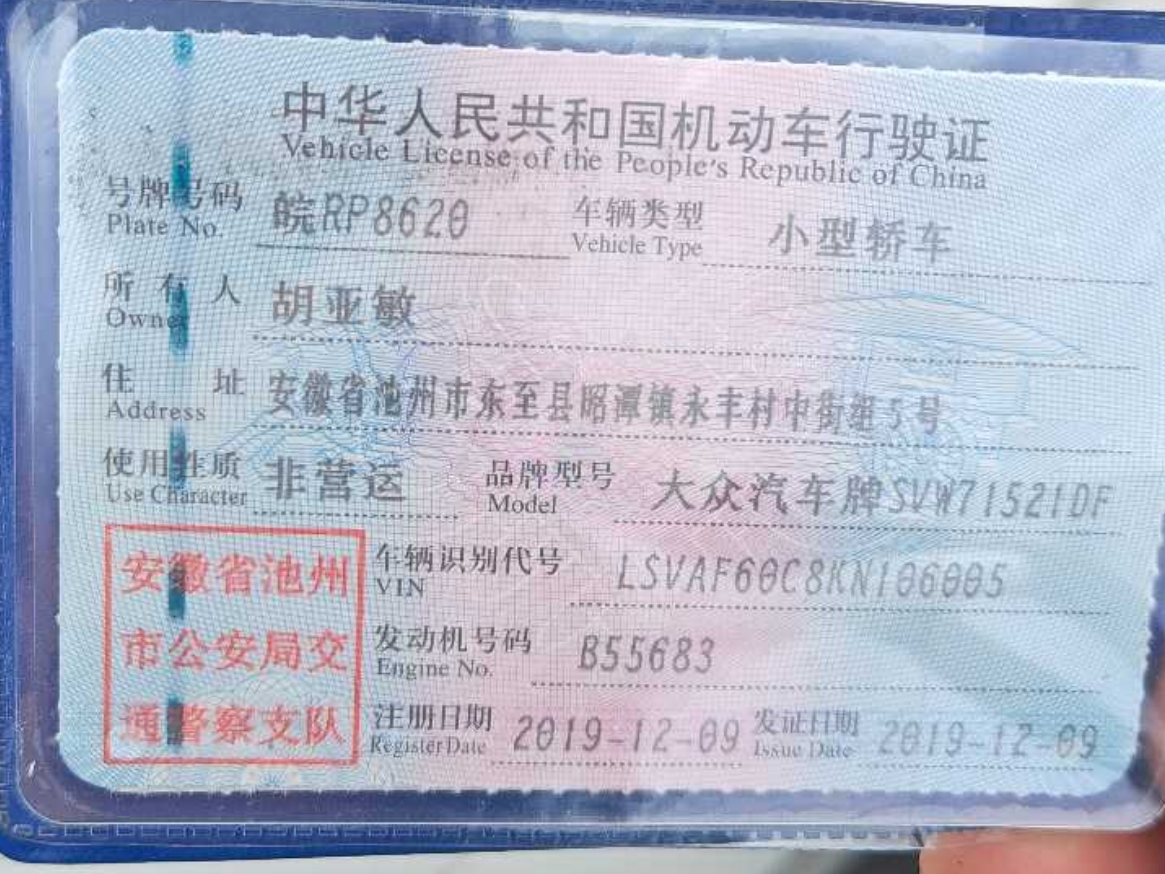 中华人民共和国机动车行驶证
Vehicle License of the People's Republic of China
号牌号码 皖RP8620 车辆类型 小型轿车
Plate No. Vehicle Type
所有人 胡亚敏
Owner
住址 安徽省池州市东至县昭潭镇永丰村中街组5号
Address
使用性质 非营运 品牌型号 大众汽车牌SVW71521DF
Use Character Model
安徽省池州
市公安局交
通警察支队
车辆识别代号 LSVAF60C8KN106005
VIN
发动机号码 B55683
Engine No.
注册日期 2019-12-09 发证日期 2019-12-09
Register Date Issue Date